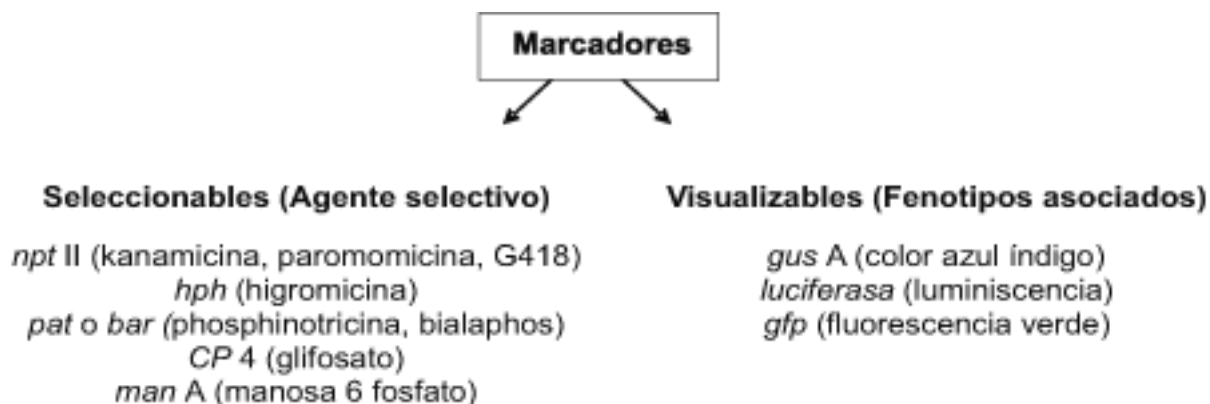 Marcadores
Seleccionables (Agente selectivo)
npt II (kanamicina, paromomicina, G418)
hph (higromicina)
pat o bar (phosphinotricina, bialaphos)
CP 4 (glifosato)
man A (manosa 6 fosfato)
Visualizables (Fenotipos asociados)
gus A (color azul índigo)
luciferasa (luminiscencia)
gfp (fluorescencia verde)